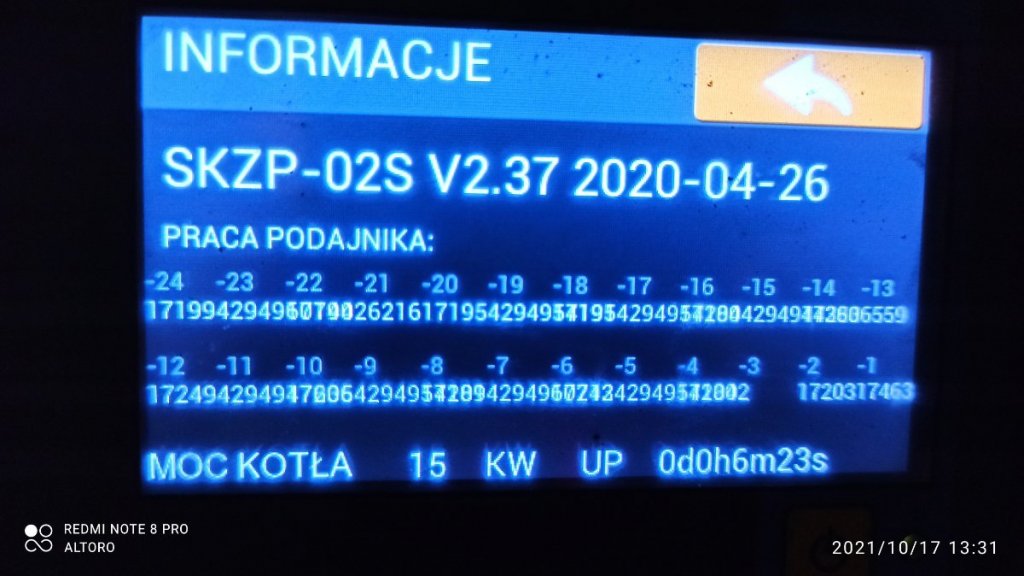 INFORMACJE
SKZP-02S V2.37 2020-04-26
PRACA PODAJNIKA:
-24 -23 -22 -21 -20 -19 -18 -17 -16 -15 -14 -13
-12 -11 -10 -9 -8 -7 -6 -5 -4 -3 -2 -1
17203 17463
MOC KOTŁA 15 KW UP 0d0h6m23s
REDMI NOTE 8 PRO
ALTORO
2021/10/17 13:31